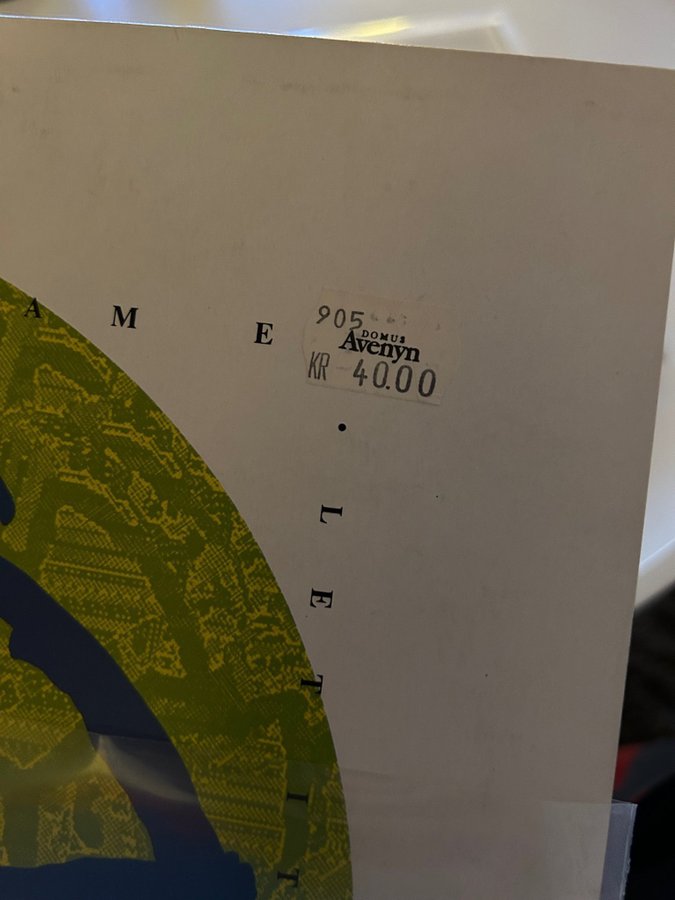 A M E
905
DOMUS
Avenyn
KR 40.00
• L E T I T